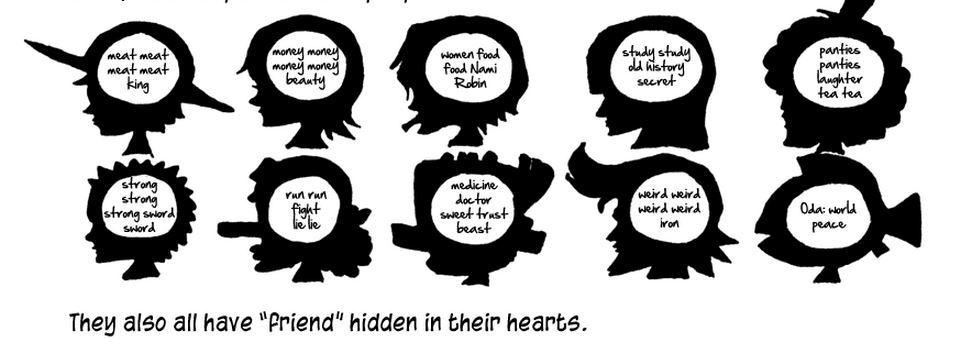 meat meat
meat meat
king
money money
money money
beauty
women food
food Nami
Robin
study study
old history
secret
panties
panties
laughter
tea tea
strong
strong
strong sword
sword
run run
fight
lie lie
medicine
doctor
sweet trust
beast
weird weird
weird weird
iron
Oda: world
peace
They also all have "friend" hidden in their hearts.